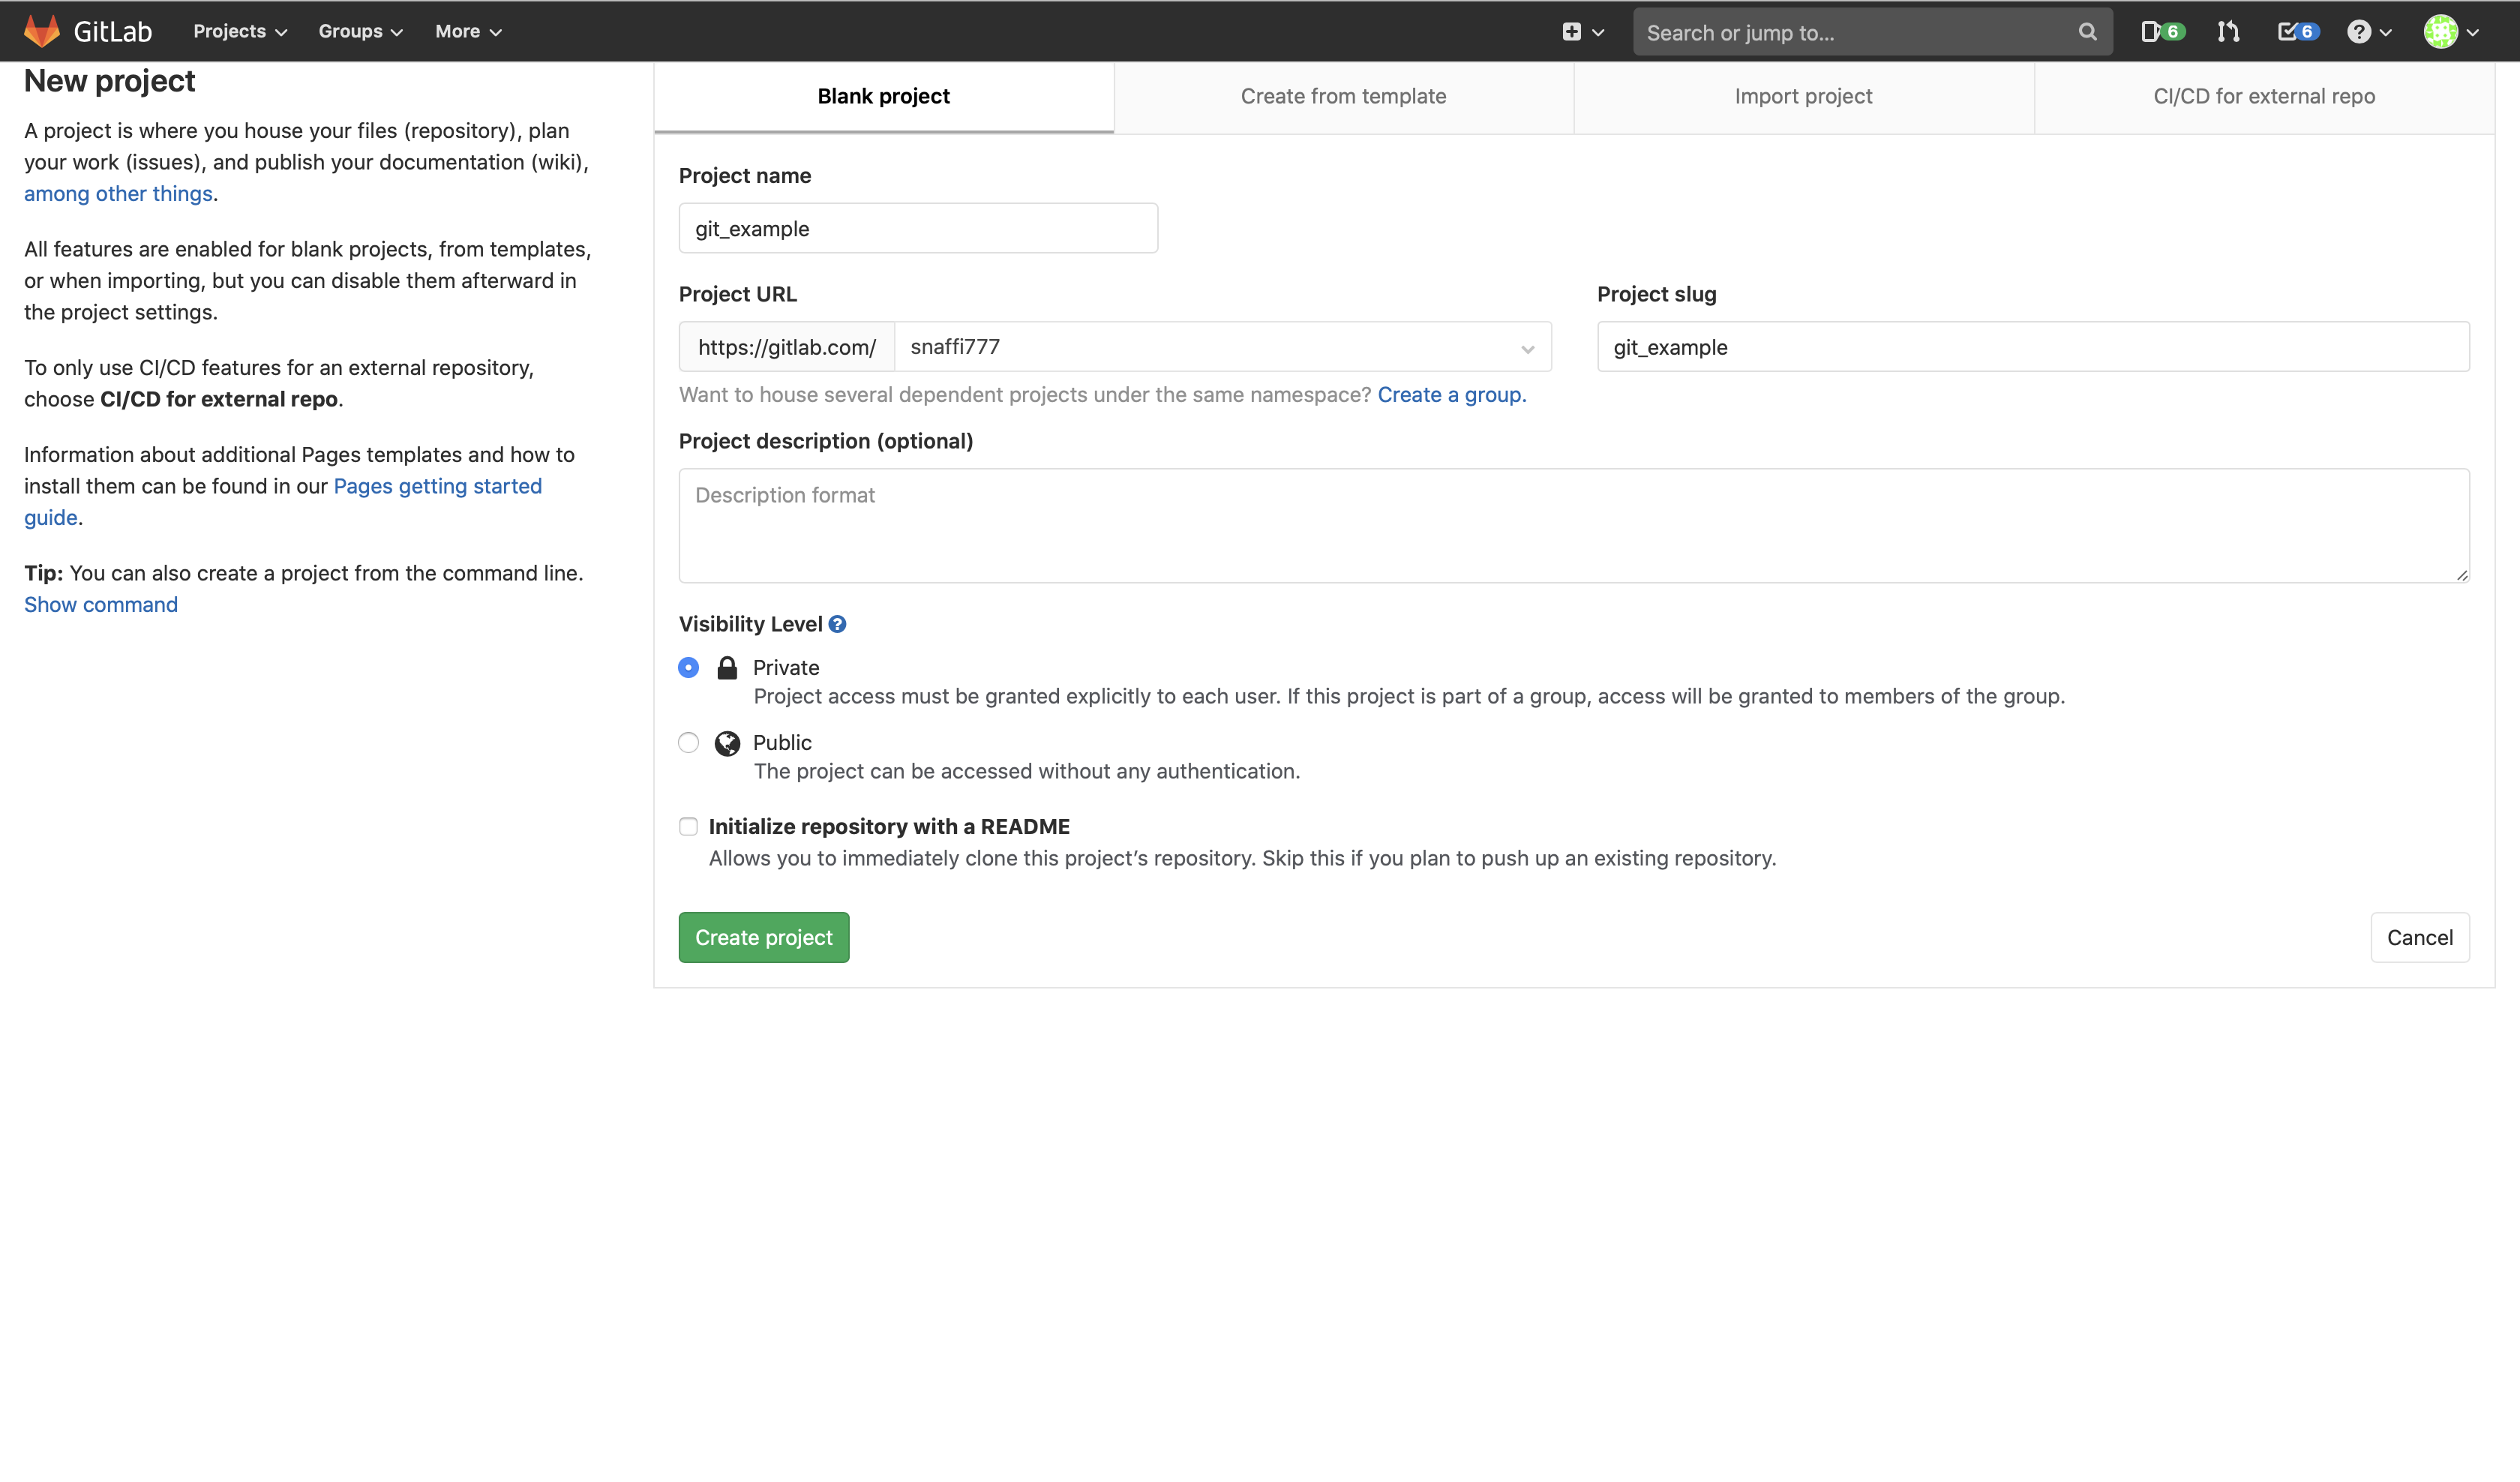 GitLab Projects Groups More Search or jump to... 6 6
New project
A project is where you house your files (repository), plan
your work (issues), and publish your documentation (wiki),
among other things.
All features are enabled for blank projects, from templates,
or when importing, but you can disable them afterward in
the project settings.
To only use CI/CD features for an external repository,
choose CI/CD for external repo.
Information about additional Pages templates and how to
install them can be found in our Pages getting started
guide.
Tip: You can also create a project from the command line.
Show command
Blank project Create from template Import project CI/CD for external repo
Project name
git_example
Project URL Project slug
https://gitlab.com/ snaffi777 git_example
Want to house several dependent projects under the same namespace? Create a group.
Project description (optional)
Description format
Visibility Level ?
Private
Project access must be granted explicitly to each user. If this project is part of a group, access will be granted to members of the group.
Public
The project can be accessed without any authentication.
Initialize repository with a README
Allows you to immediately clone this project’s repository. Skip this if you plan to push up an existing repository.
Create project Cancel